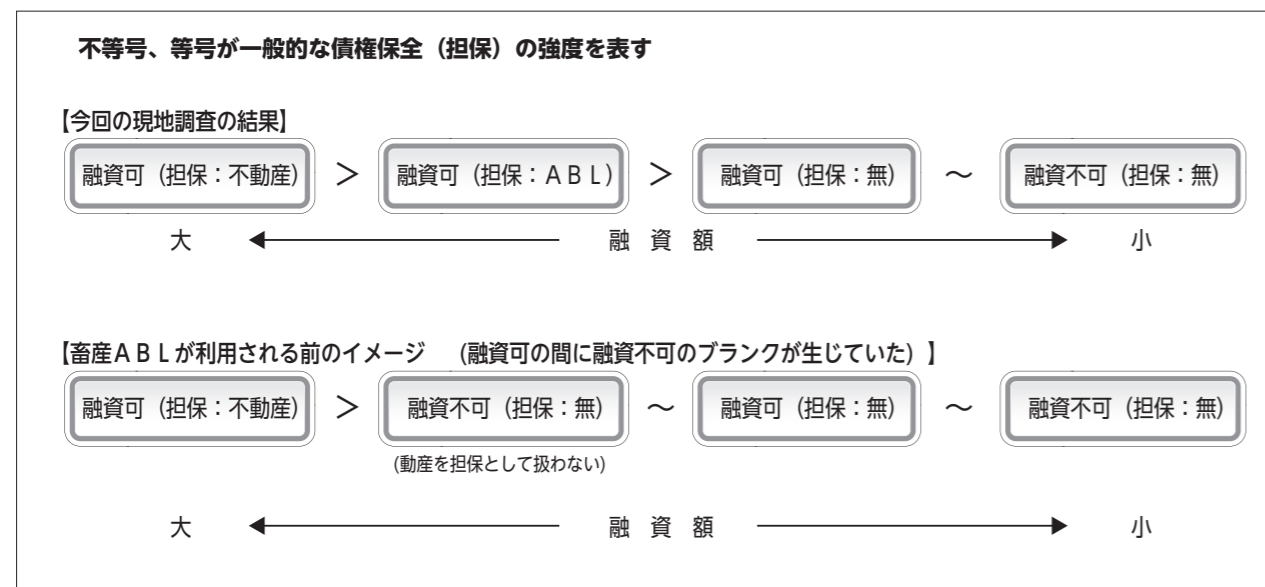 不等号、等号が一般的な債権保全（担保）の強度を表す
【今回の現地調査の結果】
融資可（担保：不動産） ＞ 融資可（担保：ＡＢＬ） ＞ 融資可（担保：無） ～ 融資不可（担保：無）
大 融資額 小
【畜産ＡＢＬが利用される前のイメージ　（融資可の間に融資不可のブランクが生じていた）】
融資可（担保：不動産） ＞ 融資不可（担保：無） ～ 融資可（担保：無） ～ 融資不可（担保：無）
(動産を担保として扱わない)
大 融資額 小